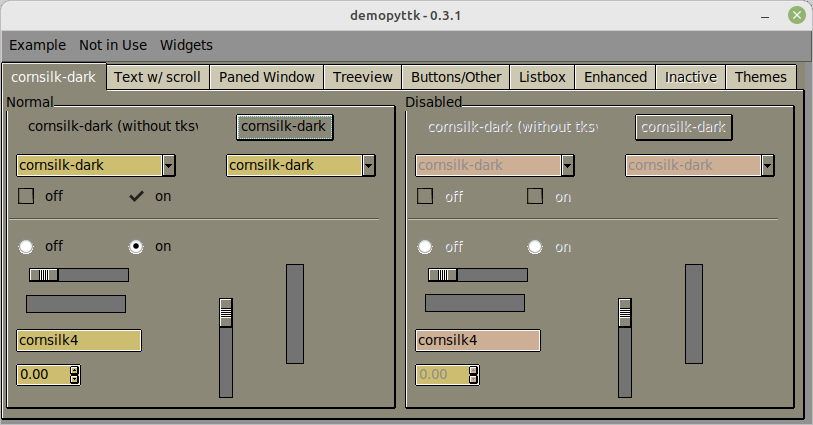 demopyttk - 0.3.1
Example Not in Use Widgets
cornsilk-dark Text w/ scroll Paned Window Treeview Buttons/Other Listbox Enhanced Inactive Themes
Normal
cornsilk-dark (without tksv
cornsilk-dark
cornsilk-dark
cornsilk-dark
off
on
off
on
cornsilk4
0.00
Disabled
cornsilk-dark (without tksv
cornsilk-dark
cornsilk-dark
cornsilk-dark
off
on
off
on
cornsilk4
0.00